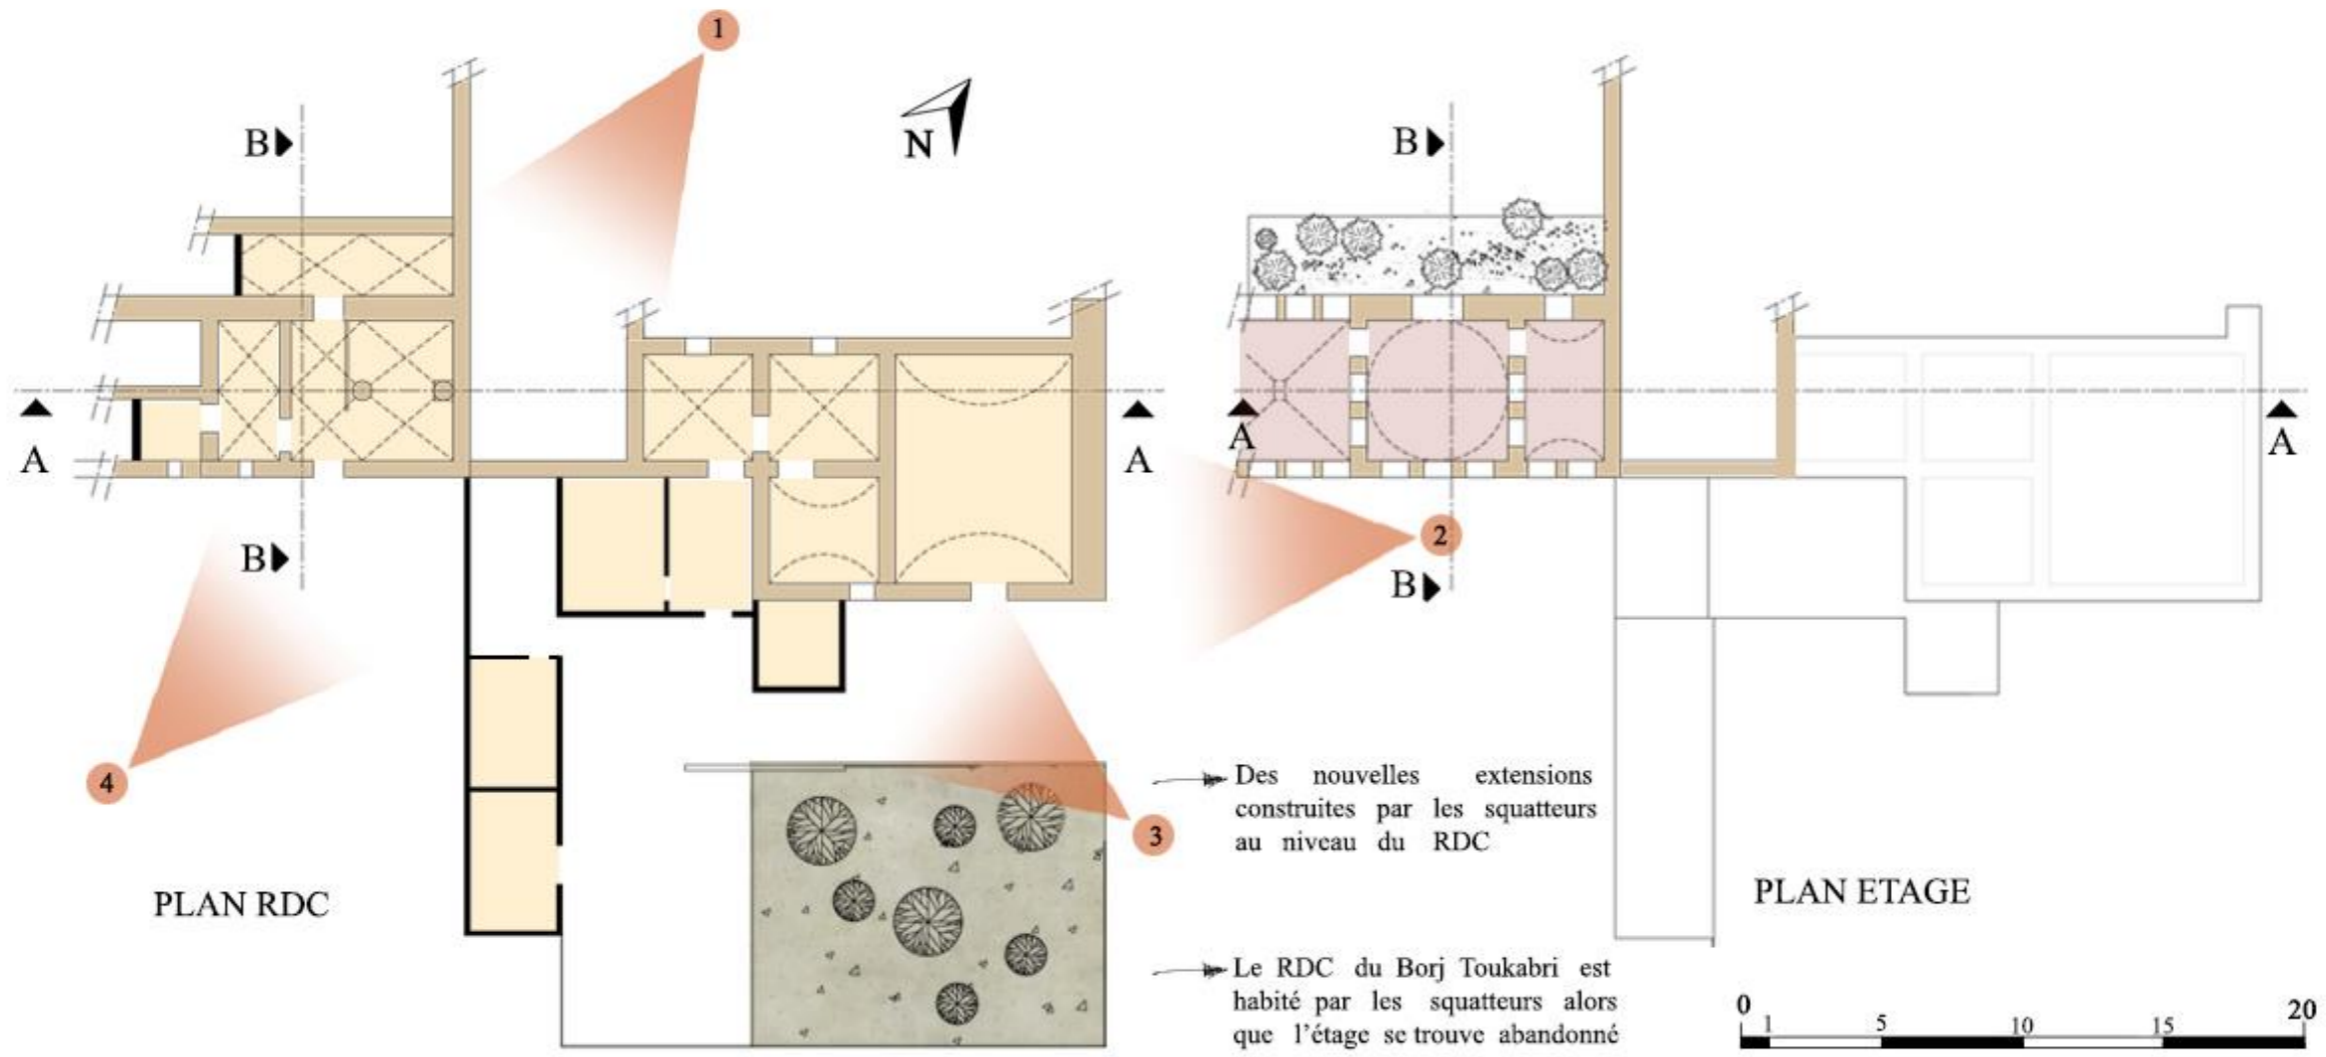 1
B
B
N
A
A
A
A
2
B
B
4
3
Des nouvelles extensions
construites par les squatteurs
au niveau du RDC
PLAN RDC
PLAN ETAGE
Le RDC du Borj Toukabri est
habité par les squatteurs alors
que l'étage se trouve abandonné
0 1 5 10 15 20